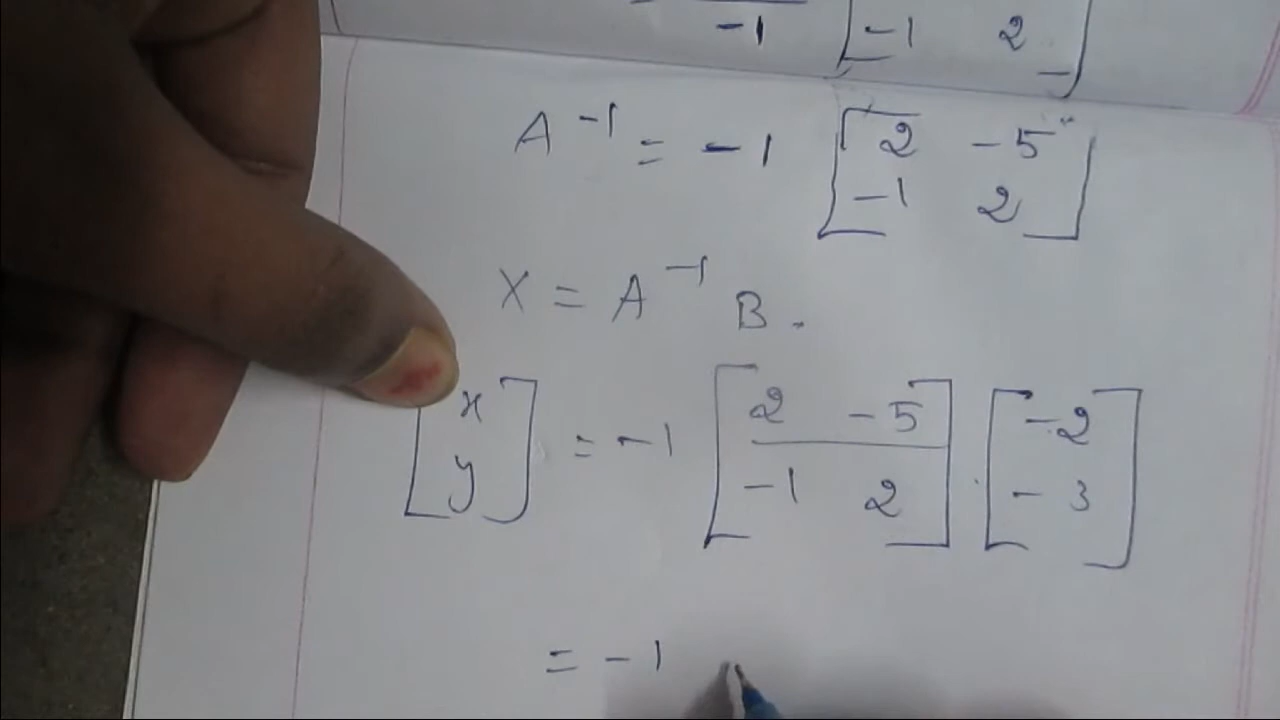 -1 [ -1 2 ]
A⁻¹ = -1 [ 2 -5
-1 2 ]
X = A⁻¹ B.
[ x
y ] = -1 [ 2 -5
-1 2 ] . [ -2
-3 ]
= -1